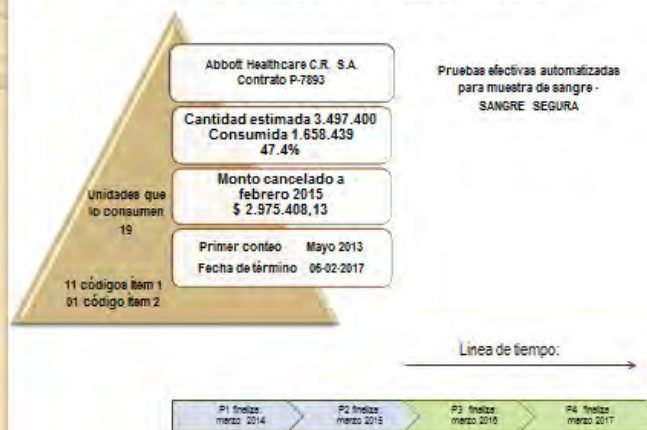 Abbott Healthcare C.R. S.A.
Contrato P-7893
Pruebas efectivas automatizadas
para muestra de sangre -
SANGRE SEGURA
Cantidad estimada 3.497.400
Consumida 1.658.439
47.4%
Monto cancelado a
febrero 2015
$ 2.975.408,13
Unidades que
lo consumen
19
Primer conteo Mayo 2013
Fecha de término 06-02-2017
11 códigos ítem 1
01 código ítem 2
Linea de tiempo:
P1 finaliza:
marzo 2014
P2 finaliza:
marzo 2015
P3 finaliza:
marzo 2016
P4 finaliza:
marzo 2017